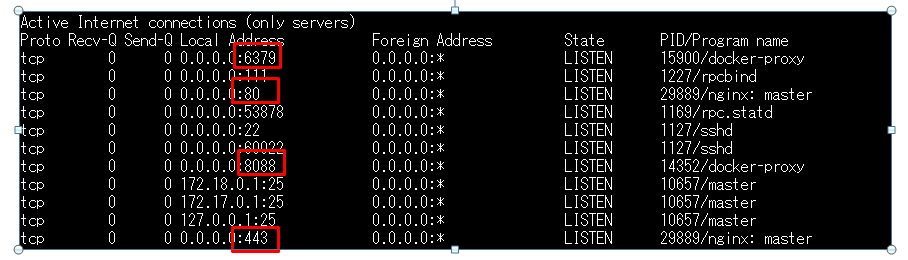 Active Internet connections (only servers)
Proto Recv-Q Send-Q Local Address Foreign Address State PID/Program name
tcp 0 0 0.0.0.0:6379 0.0.0.0:* LISTEN 15900/docker-proxy
tcp 0 0 0.0.0.0:111 0.0.0.0:* LISTEN 1227/rpcbind
tcp 0 0 0.0.0.0:80 0.0.0.0:* LISTEN 29889/nginx: master
tcp 0 0 0.0.0.0:53878 0.0.0.0:* LISTEN 1169/rpc.statd
tcp 0 0 0.0.0.0:22 0.0.0.0:* LISTEN 1127/sshd
tcp 0 0 0.0.0.0:60022 0.0.0.0:* LISTEN 1127/sshd
tcp 0 0 0.0.0.0:8088 0.0.0.0:* LISTEN 14352/docker-proxy
tcp 0 0 172.18.0.1:25 0.0.0.0:* LISTEN 10657/master
tcp 0 0 172.17.0.1:25 0.0.0.0:* LISTEN 10657/master
tcp 0 0 127.0.0.1:25 0.0.0.0:* LISTEN 10657/master
tcp 0 0 0.0.0.0:443 0.0.0.0:* LISTEN 29889/nginx: master